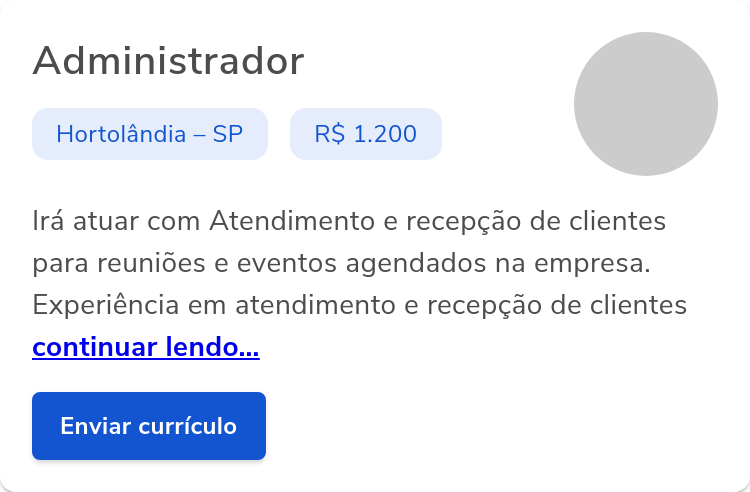 Administrador
Hortolândia – SP
R$ 1.200
Irá atuar com Atendimento e recepção de clientes
para reuniões e eventos agendados na empresa.
Experiência em atendimento e recepção de clientes
continuar lendo...
Enviar currículo